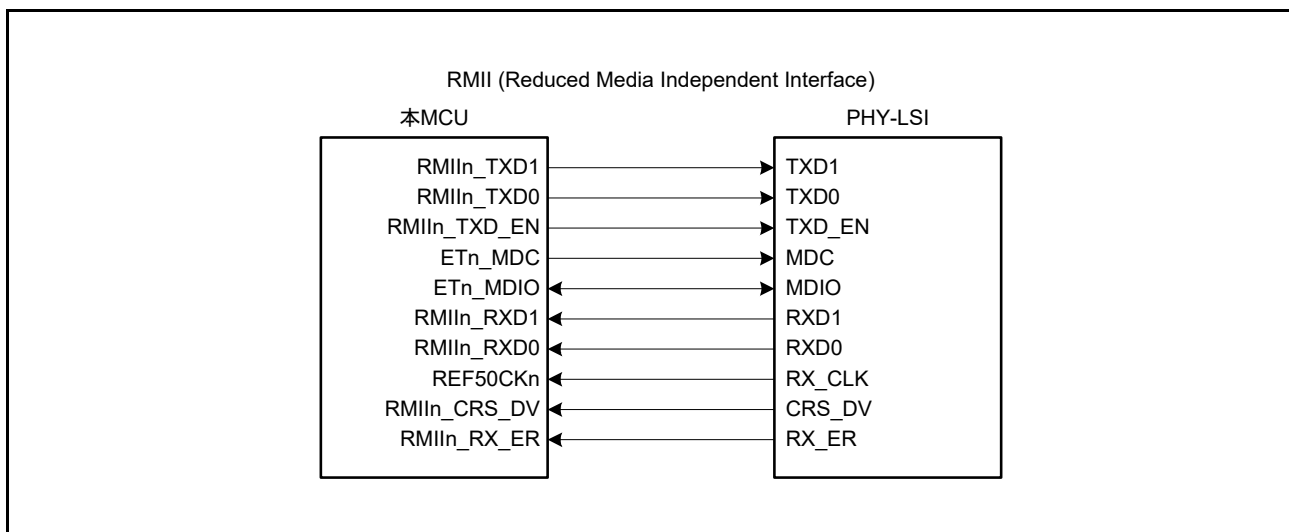 RMII (Reduced Media Independent Interface)
本MCU PHY-LSI
RMIIn_TXD1 TXD1
RMIIn_TXD0 TXD0
RMIIn_TXD_EN TXD_EN
ETn_MDC MDC
ETn_MDIO MDIO
RMIIn_RXD1 RXD1
RMIIn_RXD0 RXD0
REF50CKn RX_CLK
RMIIn_CRS_DV CRS_DV
RMIIn_RX_ER RX_ER